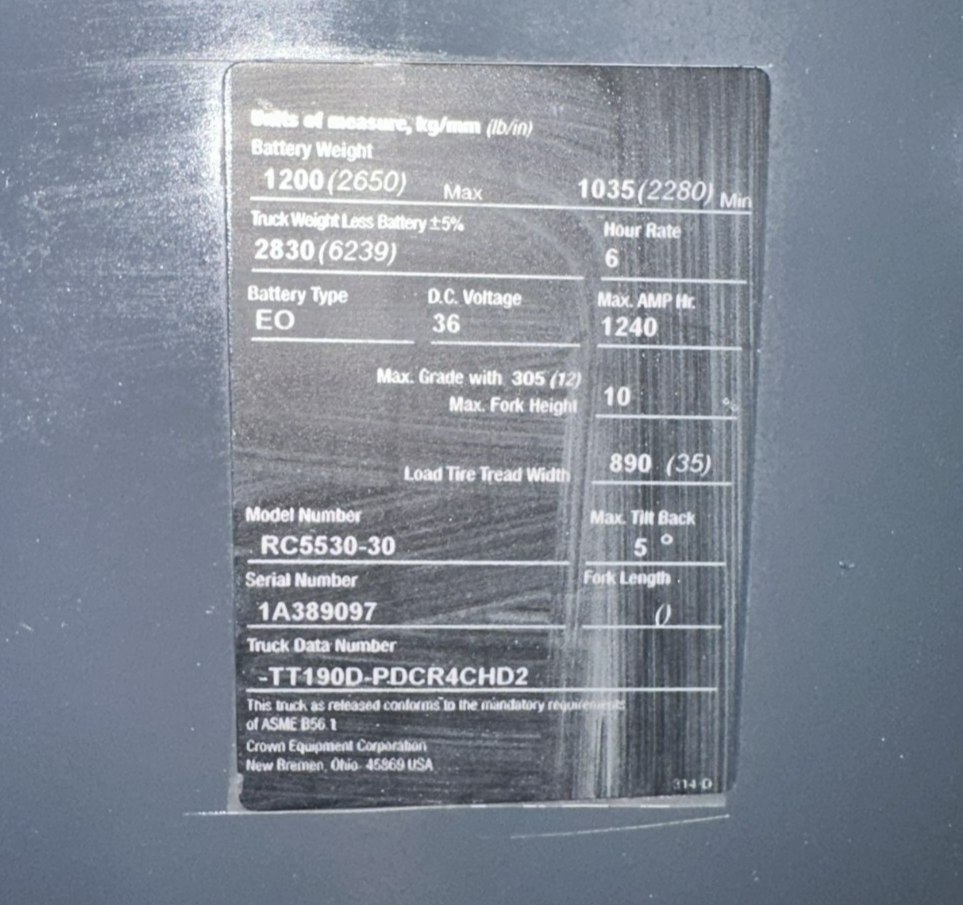 Units of measure, kg/mm (lb/in)
Battery Weight
1200 (2650) Max 1035 (2280) Min
Truck Weight Less Battery ±5% Hour Rate
2830 (6239) 6
Battery Type D.C. Voltage Max. AMP Hr.
EO 36 1240
Max. Grade with 305 (12)
Max. Fork Height 10 %
Load Tire Tread Width 890 (35)
Model Number Max. Tilt Back
RC5530-30 5 °
Serial Number Fork Length
1A389097 ()
Truck Data Number
-TT190D-PDCR4CHD2
This truck as released conforms to the mandatory requirements
of ASME B56.1
Crown Equipment Corporation
New Bremen, Ohio 45869 USA
314-D